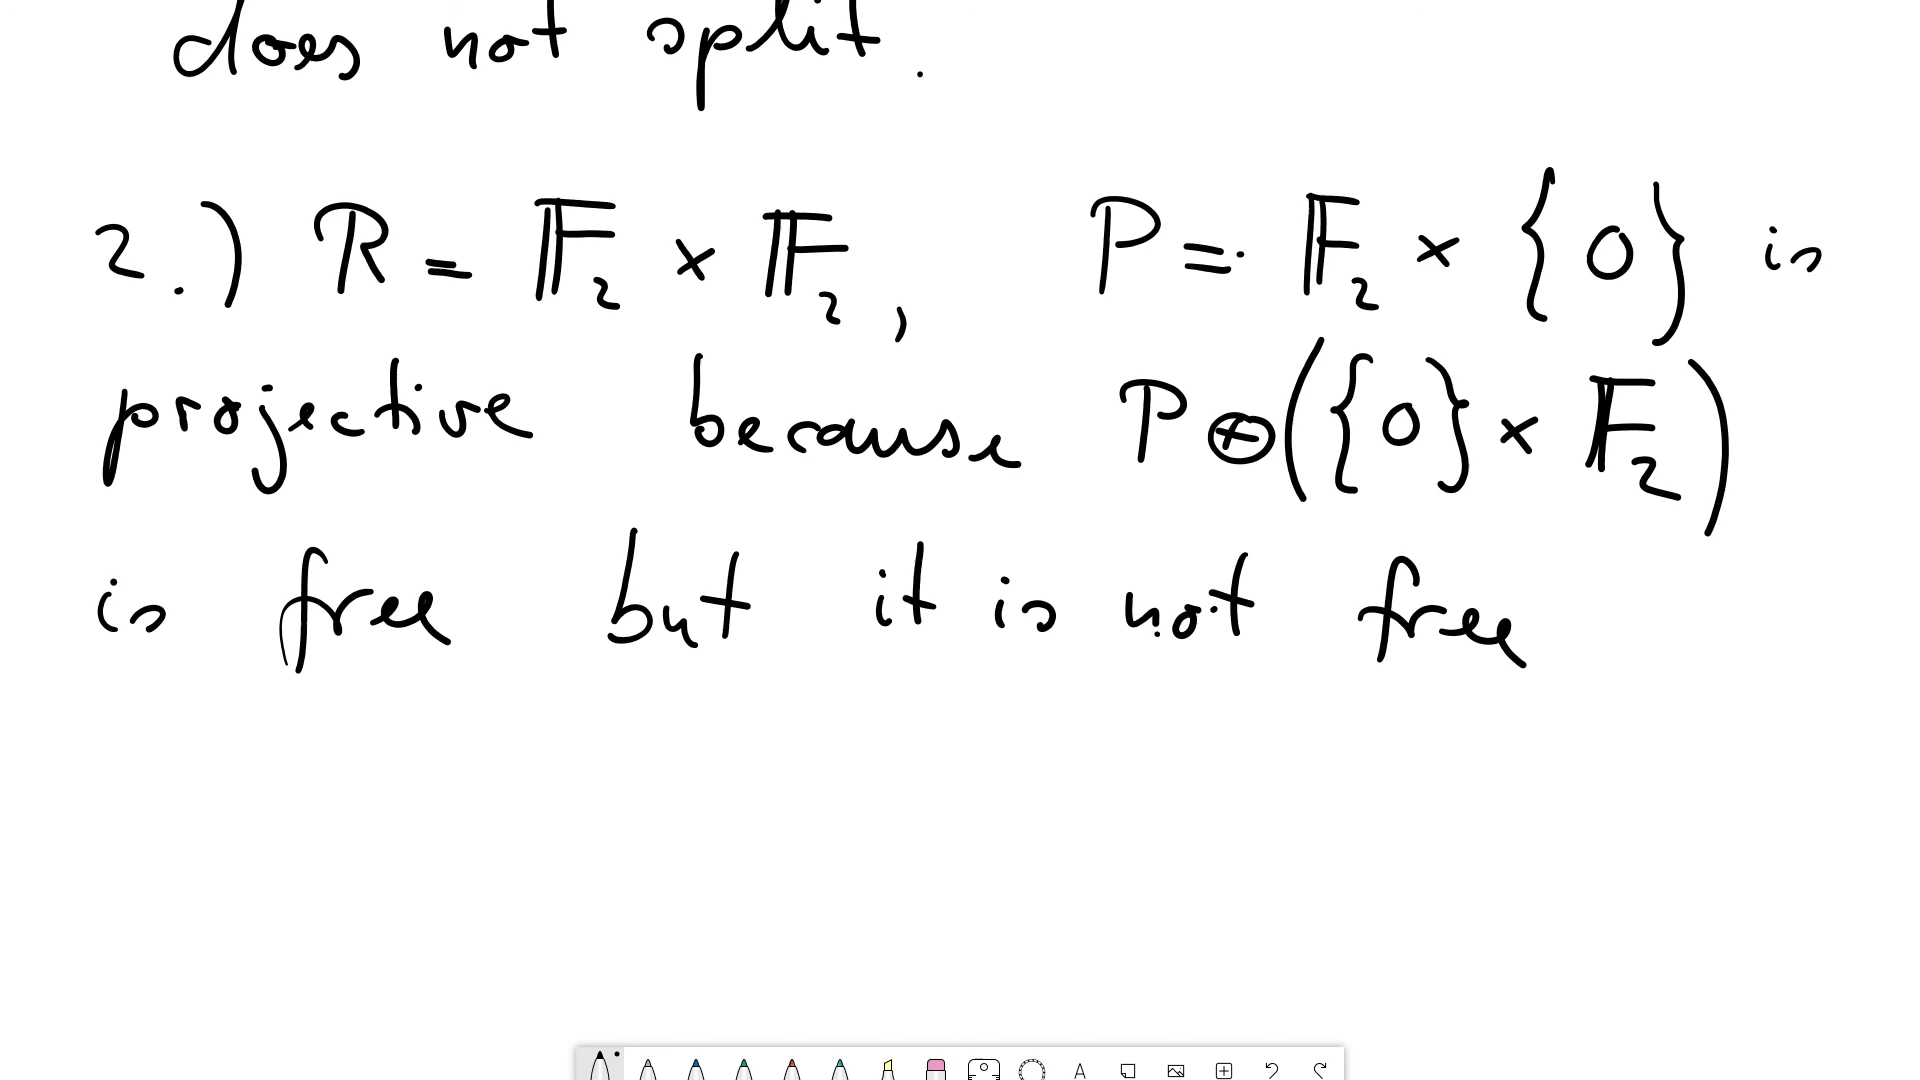 does not split.
2.) R = 𝔽₂ × 𝔽₂, P = 𝔽₂ × {0} is
projective because P ⊕ ({0} × 𝔽₂)
is free but it is not free